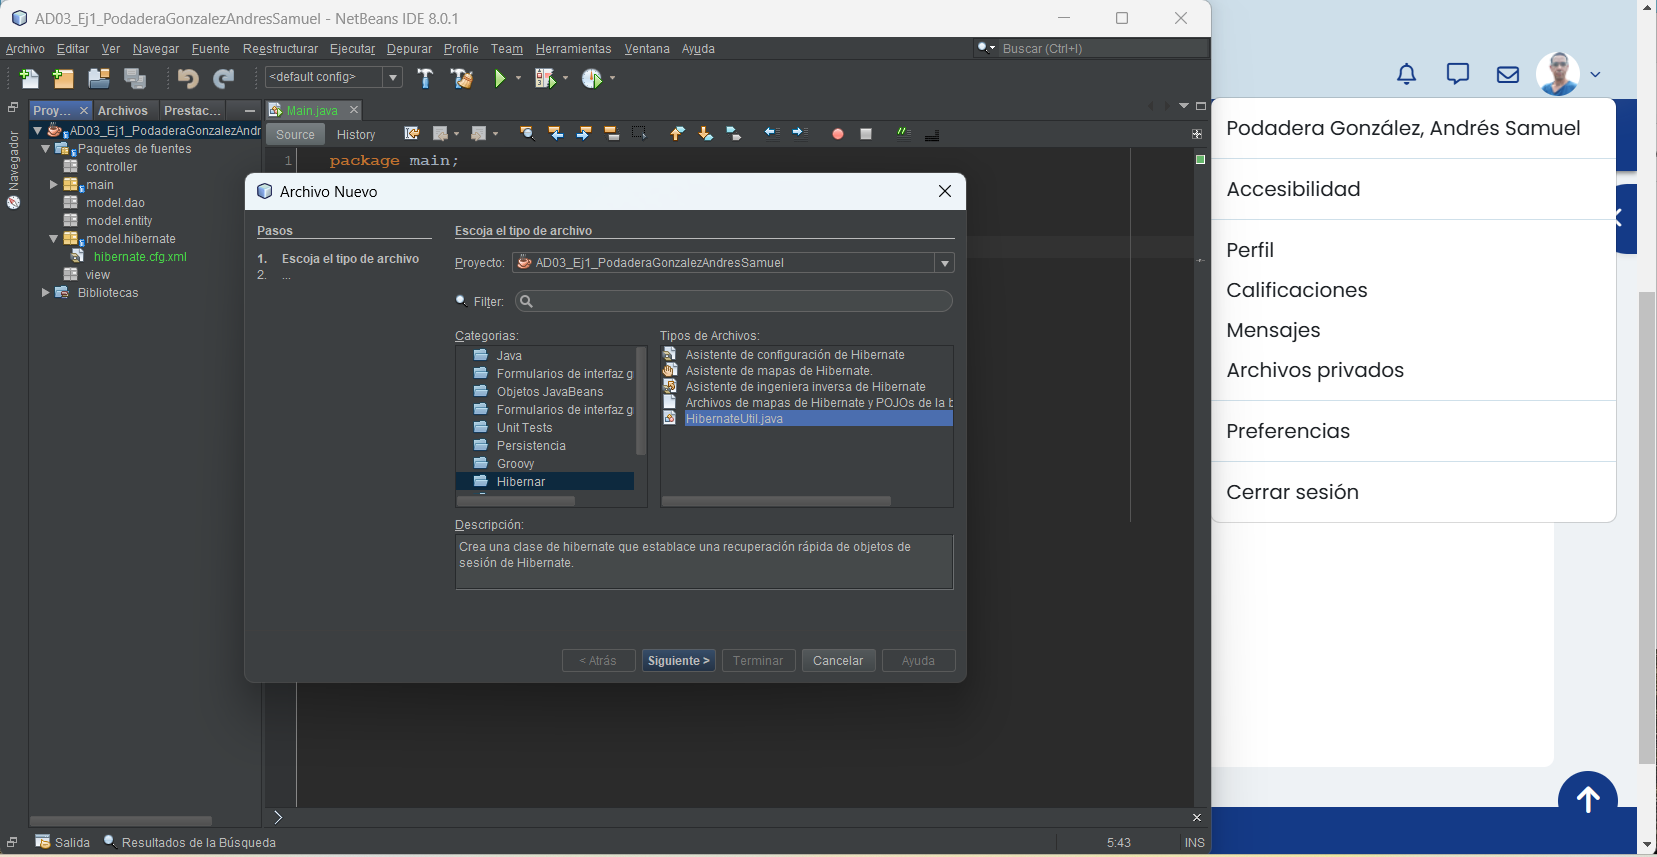 AD03_Ej1_PodaderaGonzalezAndresSamuel - NetBeans IDE 8.0.1
Archivo Editar Ver Navegar Fuente Reestructurar Ejecutar Depurar Profile Team Herramientas Ventana Ayuda
Buscar (Ctrl+I)
<default config>
Proy...
Archivos
Prestac...
Main.java
Navegador
AD03_Ej1_PodaderaGonzalezAndr
Paquetes de fuentes
controller
main
model.dao
model.entity
model.hibernate
hibernate.cfg.xml
view
Bibliotecas
Source History
1 package main;
Archivo Nuevo
Pasos
1. Escoja el tipo de archivo
2. ...
Escoja el tipo de archivo
Proyecto: AD03_Ej1_PodaderaGonzalezAndresSamuel
Filter:
Categorias:
Java
Formularios de interfaz g
Objetos JavaBeans
Formularios de interfaz g
Unit Tests
Persistencia
Groovy
Hibernar
Tipos de Archivos:
Asistente de configuración de Hibernate
Asistente de mapas de Hibernate.
Asistente de ingeniera inversa de Hibernate
Archivos de mapas de Hibernate y POJOs de la b
HibernateUtil.java
Descripción:
Crea una clase de hibernate que establace una recuperación rápida de objetos de
sesión de Hibernate.
< Atrás
Siguiente >
Terminar
Cancelar
Ayuda
Salida
Resultados de la Búsqueda
5:43
INS
Podadera González, Andrés Samuel
Accesibilidad
Perfil
Calificaciones
Mensajes
Archivos privados
Preferencias
Cerrar sesión